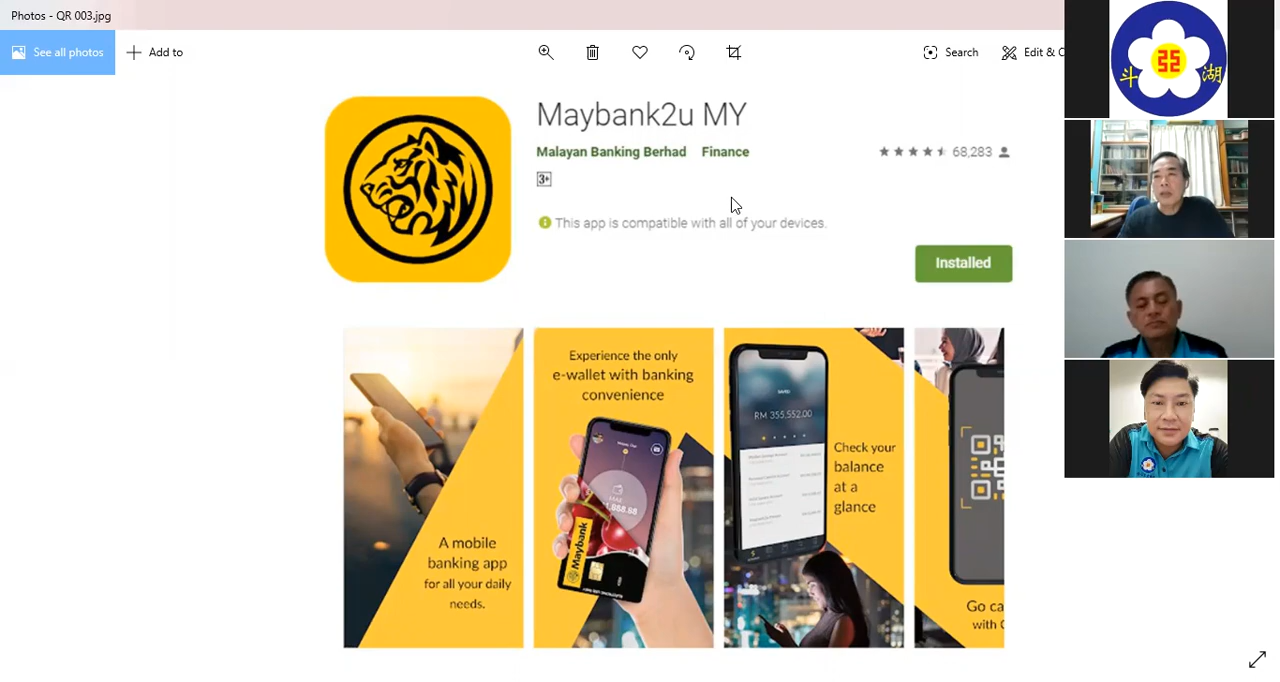 Photos - QR 003.jpg
See all photos
Add to
Search
Edit & C
斗 亞 湖
Maybank2u MY
Malayan Banking Berhad Finance
68,283
3+
This app is compatible with all of your devices.
Installed
A mobile
banking app
for all your daily
needs.
Experience the only
e-wallet with banking
convenience
Maybank
RM 355,552.00
Check your
balance
at a
glance
Go ca
with